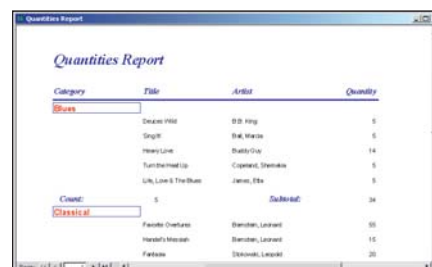 Quantities Report
Quantities Report
Category Title Artist Quantity
Blues
Deuces Wild B.B. King 5
Sing It! Ball, Marcia 5
Heavy Love Buddy Guy 14
Turn the Heat Up Copeland, Shemekia 5
Life, Love & The Blues James, Etta 5
Count: 5 Subtotal: 34
Classical
Favorite Overtures Bernstein, Leonard 55
Handel's Messiah Bernstein, Leonard 15
Fantasia Stokowski, Leopold 20